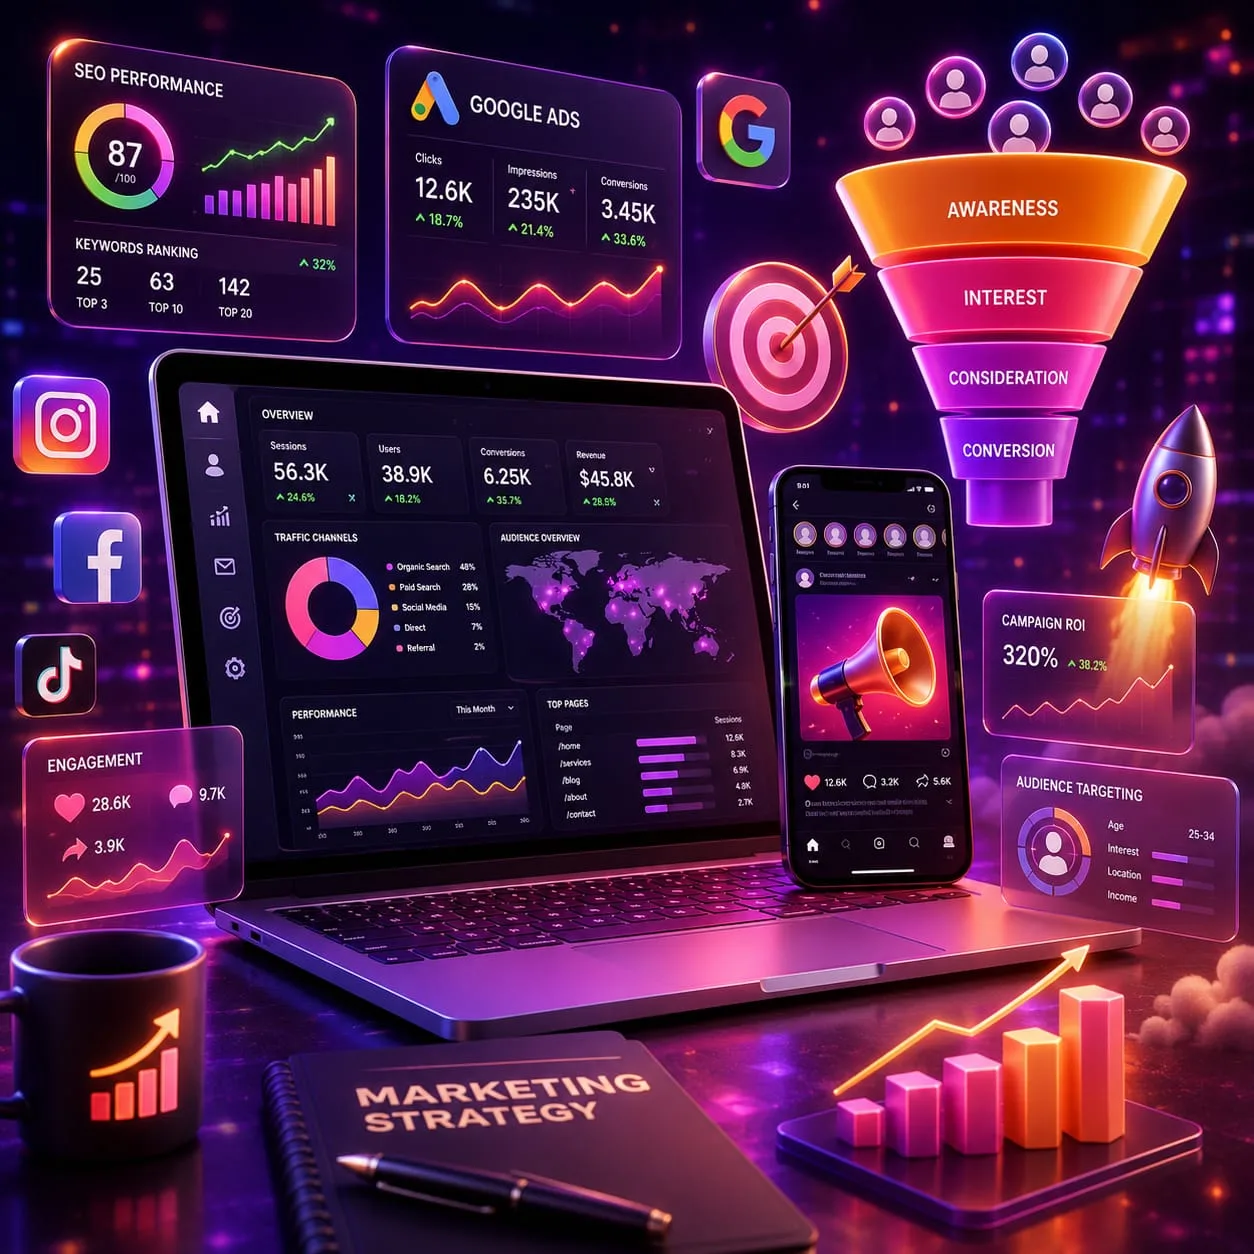 SEO PERFORMANCE
87
/100
KEYWORDS RANKING
32%
25
63
142
TOP 3
TOP 10
TOP 20
GOOGLE ADS
Clicks
Impressions
Conversions
12.6K
235K
3.45K
18.7%
21.4%
33.6%
G
AWARENESS
INTEREST
CONSIDERATION
CONVERSION
OVERVIEW
Sessions
Users
Conversions
Revenue
56.3K
38.9K
6.25K
$45.8K
24.6%
18.2%
35.7%
28.5%
TRAFFIC CHANNELS
Organic Search 48%
Paid Search 28%
Social Media 15%
Direct 7%
Referral 2%
AUDIENCE OVERVIEW
PERFORMANCE
This Month
TOP PAGES
Page
Sessions
/home 12.6K
/services 8.3K
/blog 6.9K
/about 4.8K
/contact 2.7K
f
9:01
12.6K
3.2K
5.6K
CAMPAIGN ROI
320%
38.2%
AUDIENCE TARGETING
Age 25-34
Interest
Location
Income
ENGAGEMENT
28.6K
9.7K
3.9K
MARKETING
STRATEGY